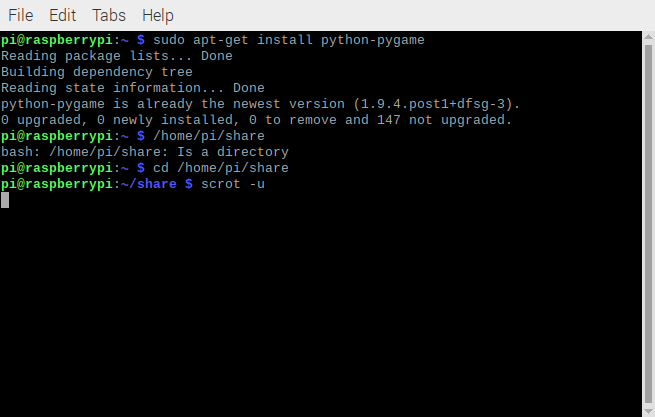 File Edit Tabs Help
pi@raspberrypi:~ $ sudo apt-get install python-pygame
Reading package lists... Done
Building dependency tree
Reading state information... Done
python-pygame is already the newest version (1.9.4.post1+dfsg-3).
0 upgraded, 0 newly installed, 0 to remove and 147 not upgraded.
pi@raspberrypi:~ $ /home/pi/share
bash: /home/pi/share: Is a directory
pi@raspberrypi:~ $ cd /home/pi/share
pi@raspberrypi:~/share $ scrot -u